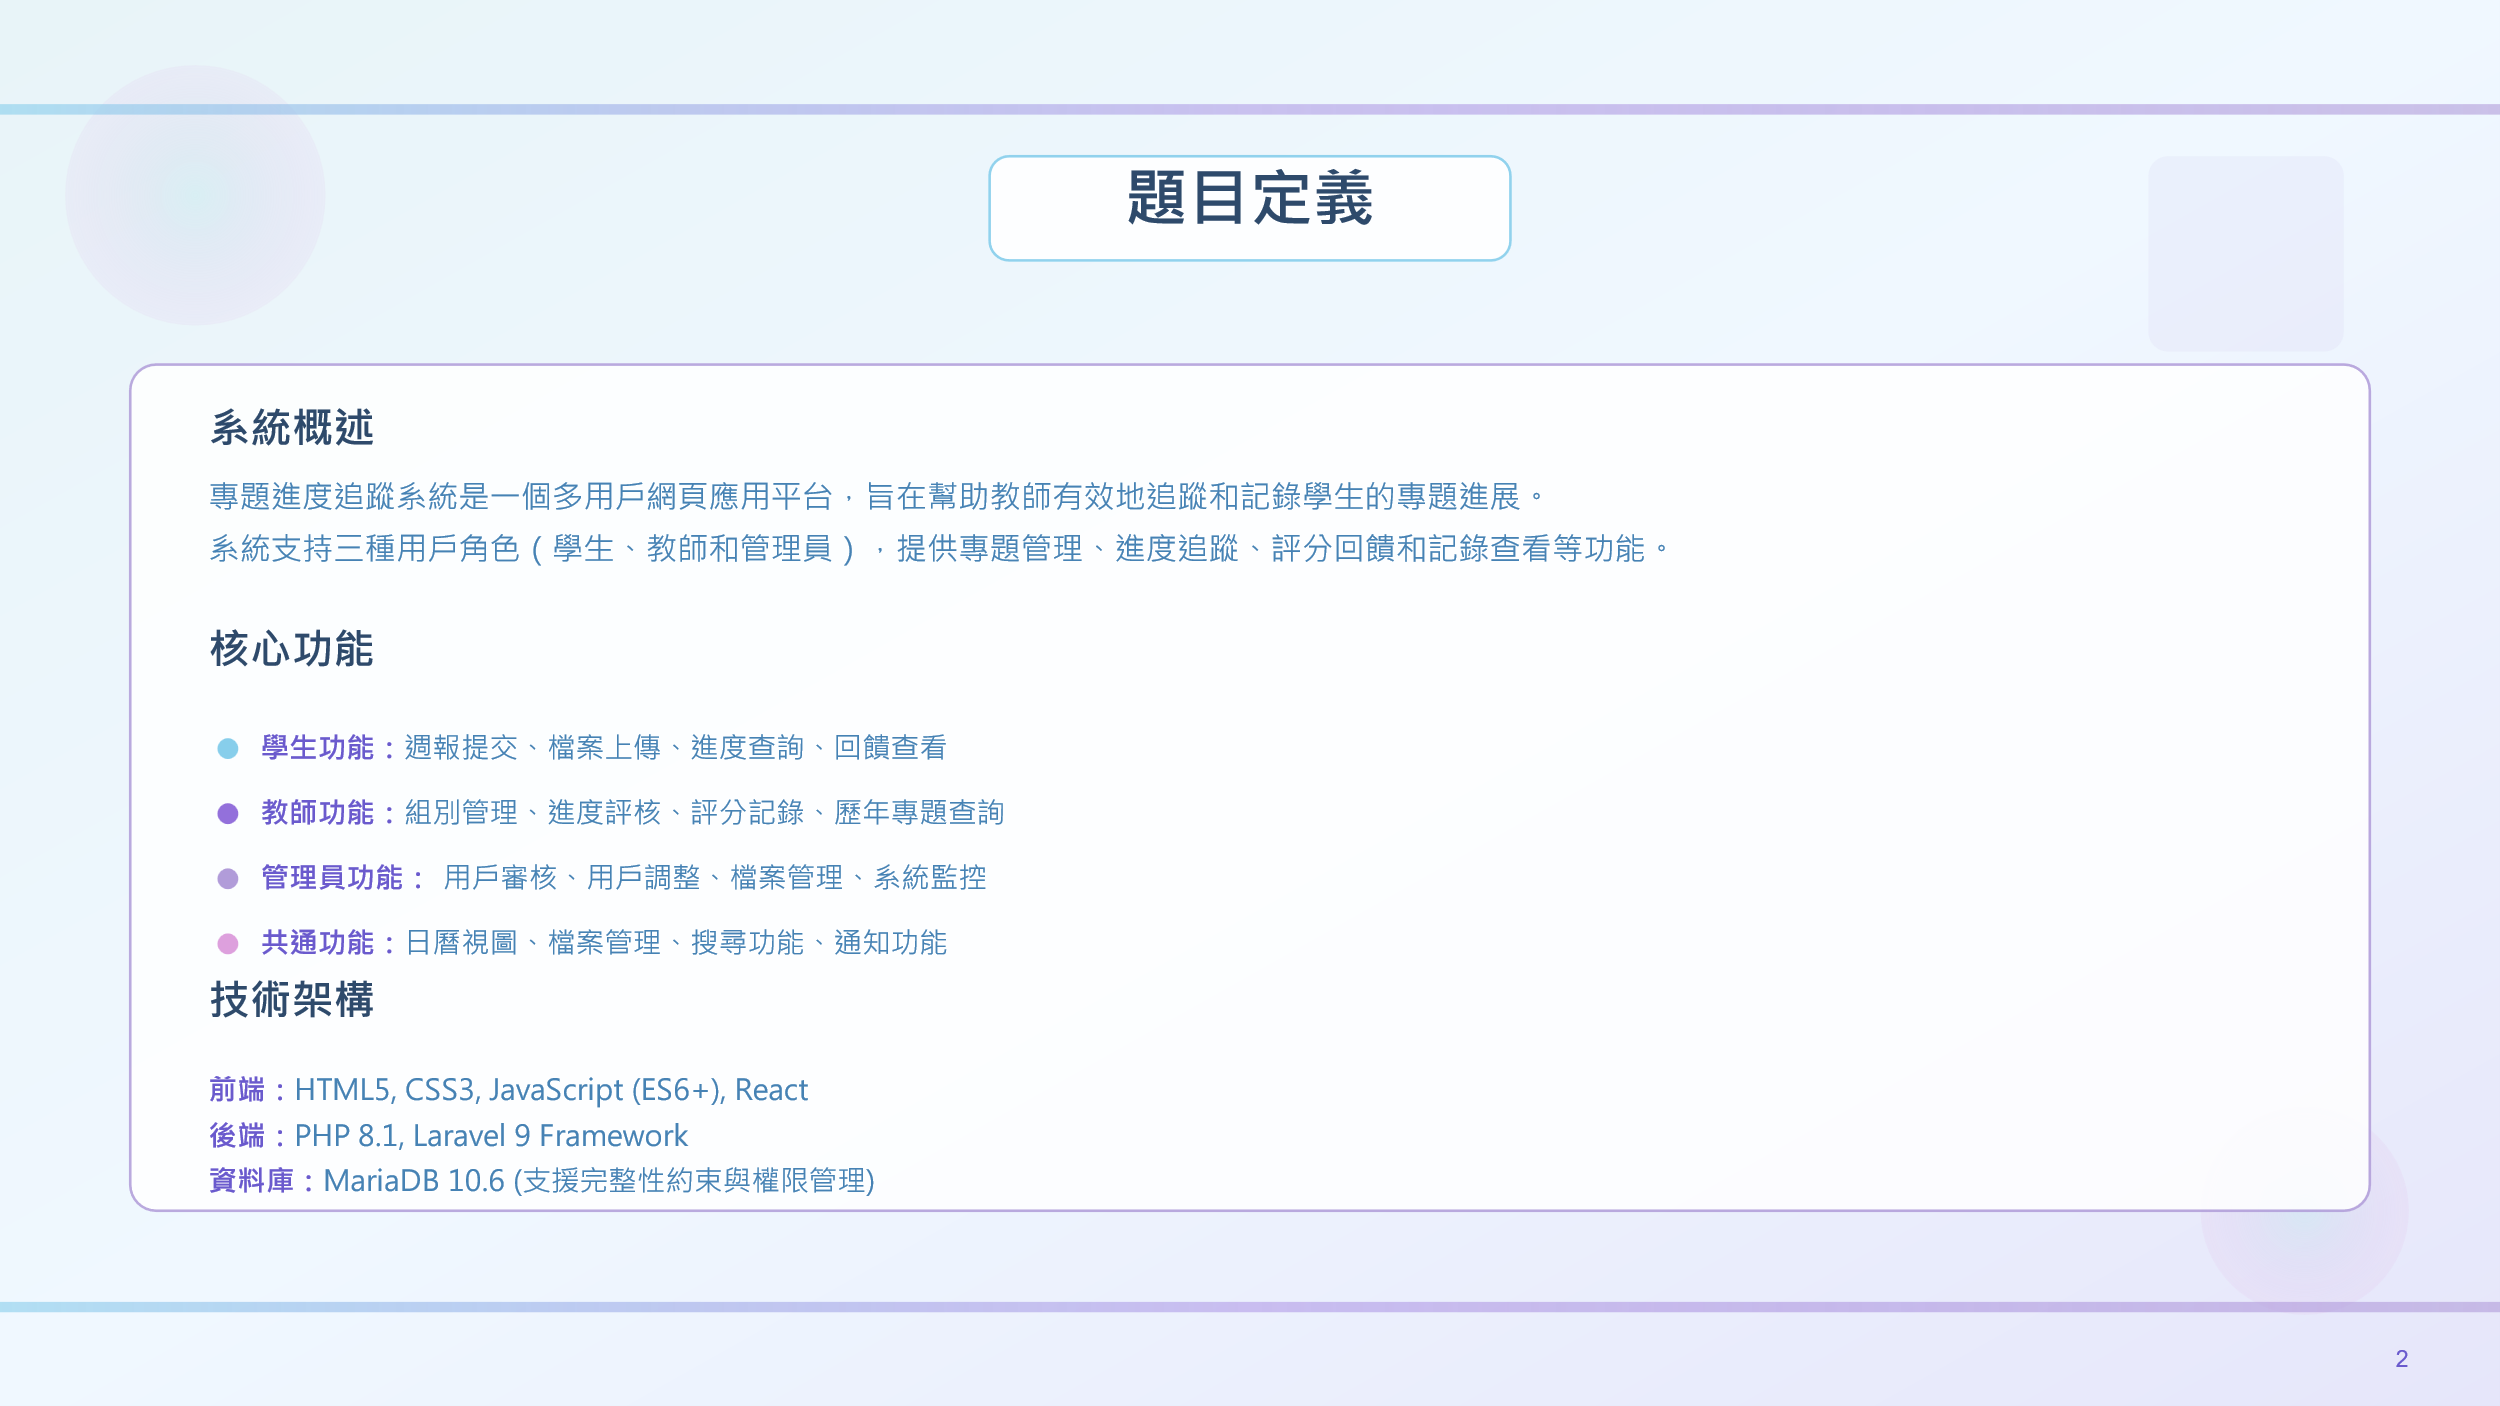 題目定義
系統概述
專題進度追蹤系統是一個多用戶網頁應用平台，旨在幫助教師有效地追蹤和記錄學生的專題進展。
系統支持三種用戶角色（學生、教師和管理員），提供專題管理、進度追蹤、評分回饋和記錄查看等功能。
核心功能
學生功能：週報提交、檔案上傳、進度查詢、回饋查看
教師功能：組別管理、進度評核、評分記錄、歷年專題查詢
管理員功能： 用戶審核、用戶調整、檔案管理、系統監控
共通功能：日曆視圖、檔案管理、搜尋功能、通知功能
技術架構
前端：HTML5, CSS3, JavaScript (ES6+), React
後端：PHP 8.1, Laravel 9 Framework
資料庫：MariaDB 10.6 (支援完整性約束與權限管理)
2